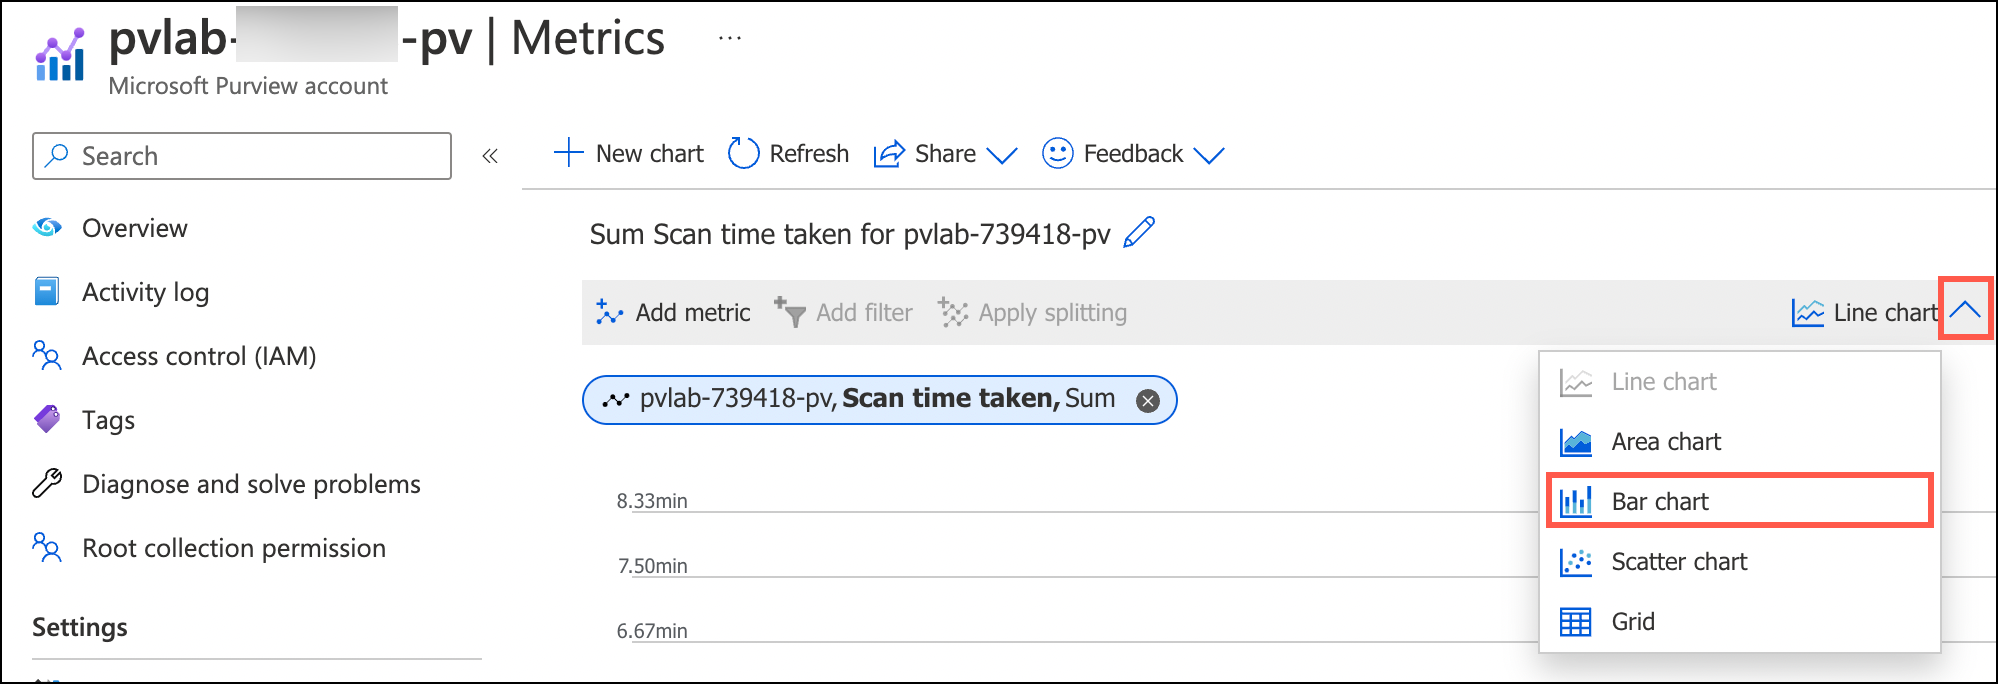 pvlab- -pv | Metrics ...
Microsoft Purview account
Search «
New chart Refresh Share Feedback
Overview
Activity log
Access control (IAM)
Tags
Diagnose and solve problems
Root collection permission
Settings
Sum Scan time taken for pvlab-739418-pv
Add metric Add filter Apply splitting Line chart
pvlab-739418-pv, Scan time taken, Sum
8.33min
7.50min
6.67min
Line chart
Area chart
Bar chart
Scatter chart
Grid